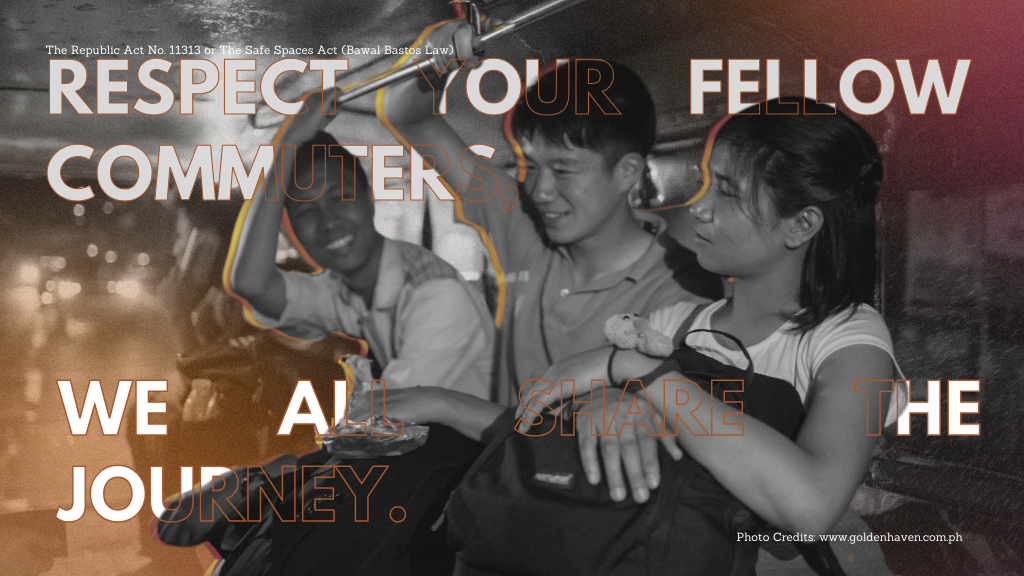 The Republic Act No. 11313 or The Safe Spaces Act (Bawal Bastos Law)
RESPECT YOUR FELLOW
COMMUTERS,
WE ALL SHARE THE
JOURNEY.
Photo Credits: www.goldenhaven.com.ph